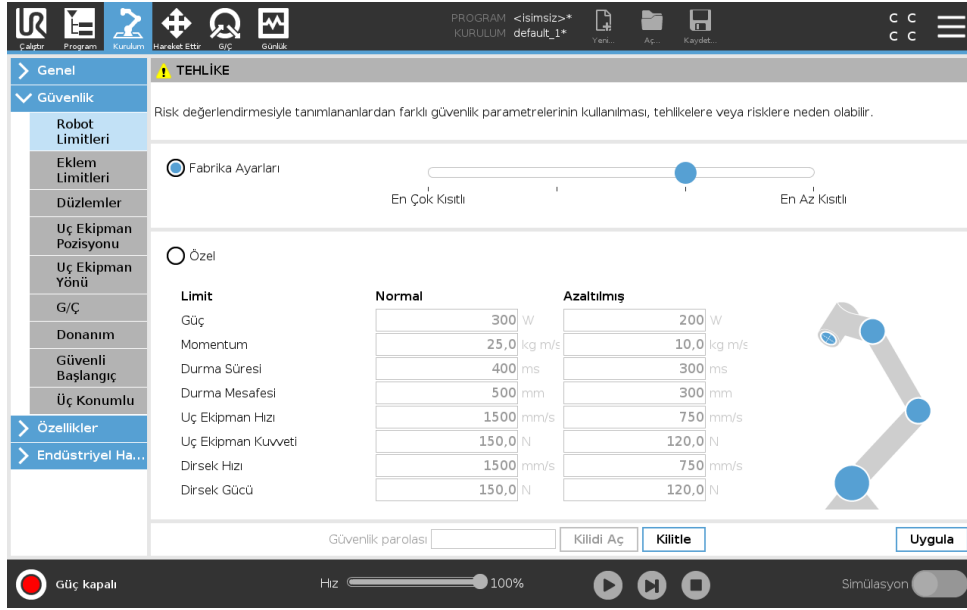 UR
PROGRAM <isimsiz>*
KURULUM default_1*
C C
C C
Çalıştır Program Kurulum Hareket Ettir G/Ç Günlük Yeni... Aç... Kaydet...
Genel
Güvenlik
Robot
Limitleri
Eklem
Limitleri
Düzlemler
Uç Ekipman
Pozisyonu
Uç Ekipman
Yönü
G/Ç
Donanım
Güvenli
Başlangıç
Üç Konumlu
Özellikler
Endüstriyel Ha...
TEHLİKE
Risk değerlendirmesiyle tanımlananlardan farklı güvenlik parametrelerinin kullanılması, tehlikelere veya risklere neden olabilir.
Fabrika Ayarları
En Çok Kısıtlı En Az Kısıtlı
Özel
Limit Normal Azaltılmış
Güç 300 W 200 W
Momentum 25,0 kg m/s 10,0 kg m/s
Durma Süresi 400 ms 300 ms
Durma Mesafesi 500 mm 300 mm
Uç Ekipman Hızı 1500 mm/s 750 mm/s
Uç Ekipman Kuvveti 150,0 N 120,0 N
Dirsek Hızı 1500 mm/s 750 mm/s
Dirsek Gücü 150,0 N 120,0 N
Güvenlik parolası Kilidi Aç Kilitle Uygula
Güç kapalı Hız 100% Simülasyon